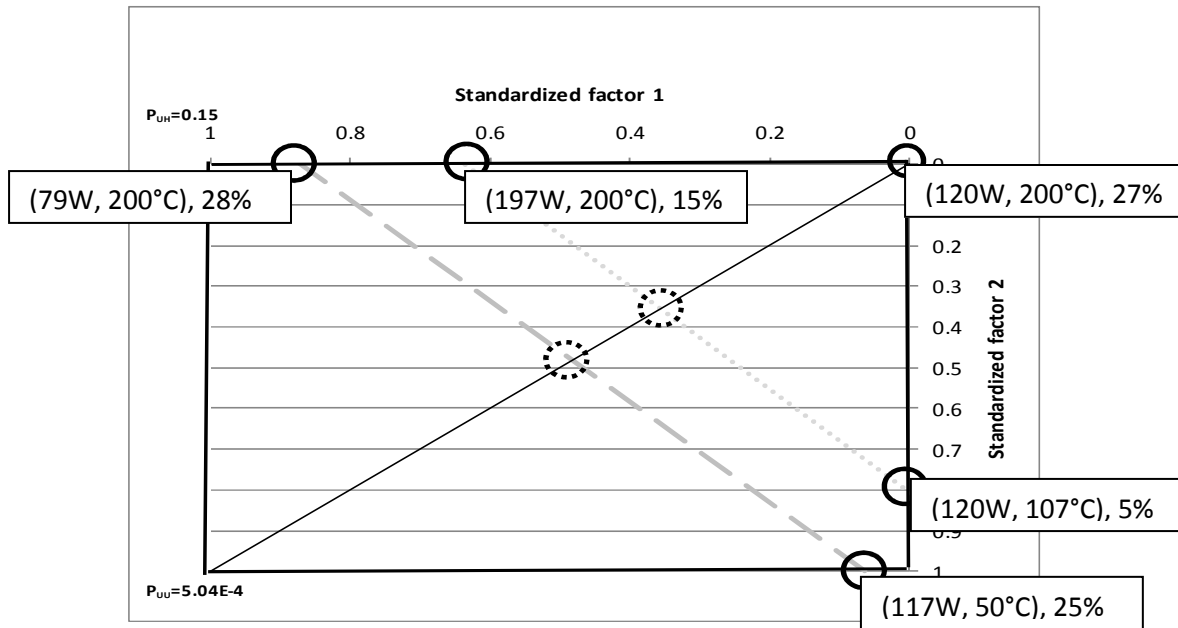 Standardized factor 1
P_UH=0.15
1 0.8 0.6 0.4 0.2 0
(79W, 200°C), 28%
(197W, 200°C), 15%
(120W, 200°C), 27%
0.2
0.3
0.4
0.5
0.6
0.7
Standardized factor 2
(120W, 107°C), 5%
1
P_UU=5.04E-4
(117W, 50°C), 25%